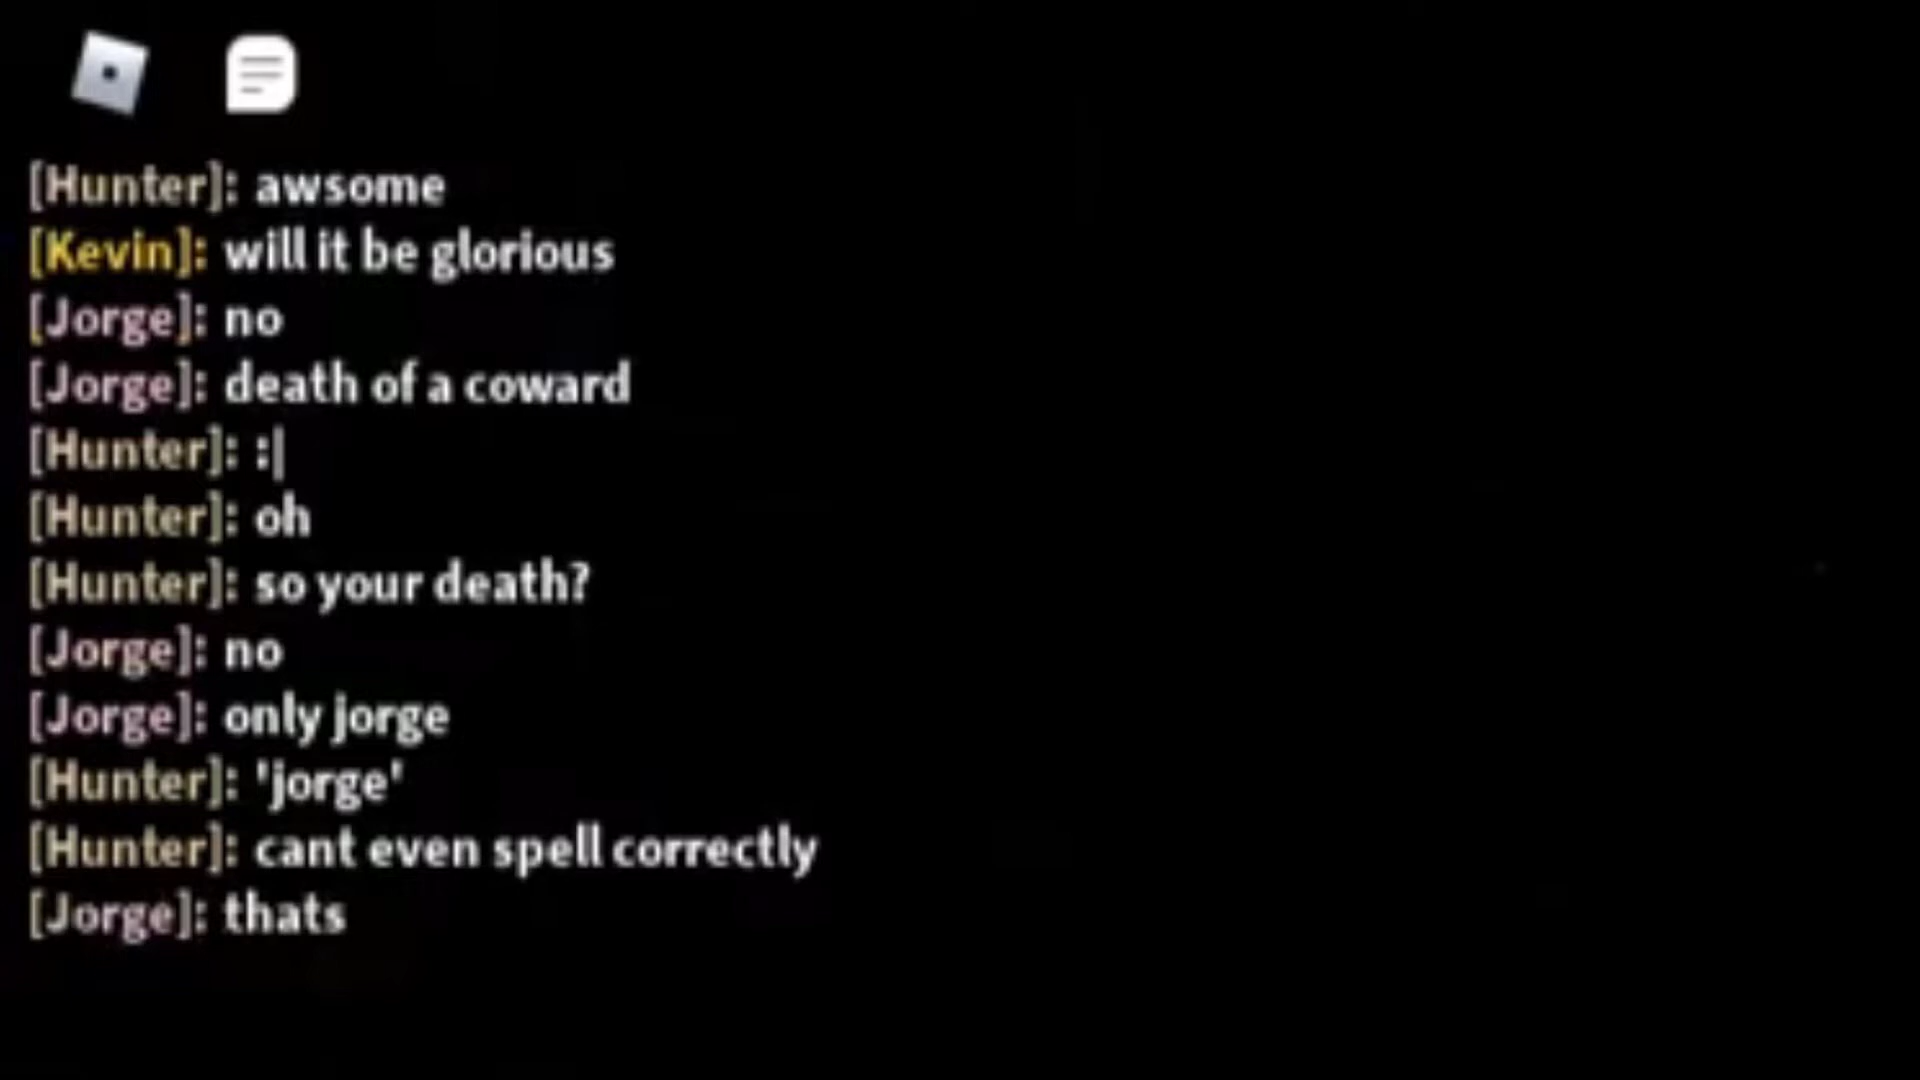 [Hunter]: awsome
[Kevin]: will it be glorious
[Jorge]: no
[Jorge]: death of a coward
[Hunter]: :|
[Hunter]: oh
[Hunter]: so your death?
[Jorge]: no
[Jorge]: only jorge
[Hunter]: 'jorge'
[Hunter]: cant even spell correctly
[Jorge]: thats